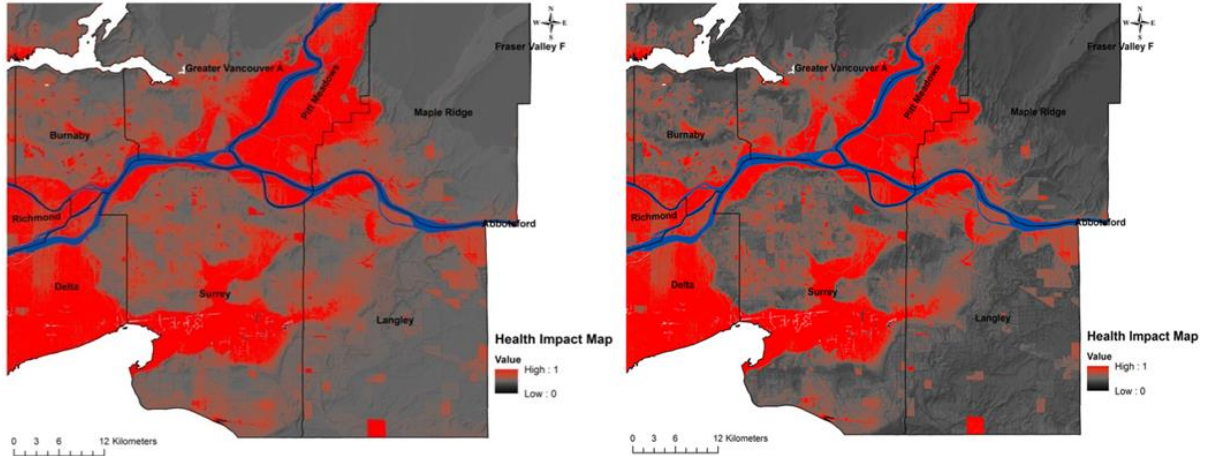 N
W E
S
Fraser Valley F
Greater Vancouver A
Pitt Meadows
Maple Ridge
Burnaby
Richmond
Abbotsford
Delta
Surrey
Langley
Health Impact Map
Value
High : 1
Low : 0
0 3 6 12 Kilometers
N
W E
S
Fraser Valley F
Greater Vancouver A
Pitt Meadows
Maple Ridge
Burnaby
Richmond
Abbotsford
Delta
Surrey
Langley
Health Impact Map
Value
High : 1
Low : 0
0 3 6 12 Kilometers